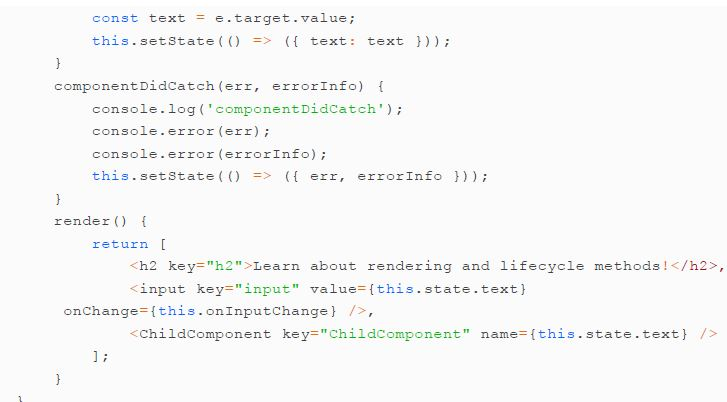 const text = e.target.value;
this.setState(() => ({ text: text }));
}
componentDidCatch(err, errorInfo) {
console.log('componentDidCatch');
console.error(err);
console.error(errorInfo);
this.setState(() => ({ err, errorInfo }));
}
render() {
return [
<h2 key="h2">Learn about rendering and lifecycle methods!</h2>,
<input key="input" value={this.state.text}
onChange={this.onInputChange} />,
<ChildComponent key="ChildComponent" name={this.state.text} />
];
}
}